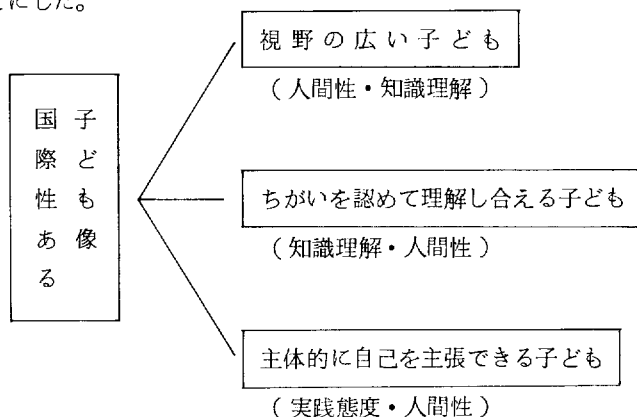 にした。
国際性ある
子ども像
視野の広い子ども
（人間性・知識理解）
ちがいを認めて理解し合える子ども
（知識理解・人間性）
主体的に自己を主張できる子ども
（実践態度・人間性）